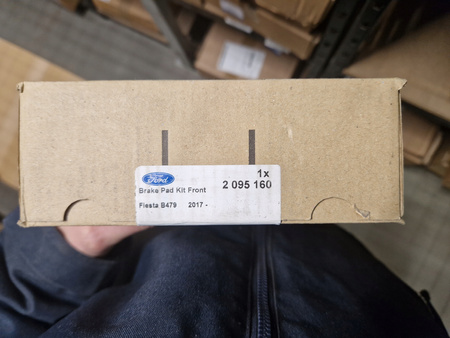 Ford
1x
Brake Pad Kit Front 2 095 160
Fiesta B479 2017 -